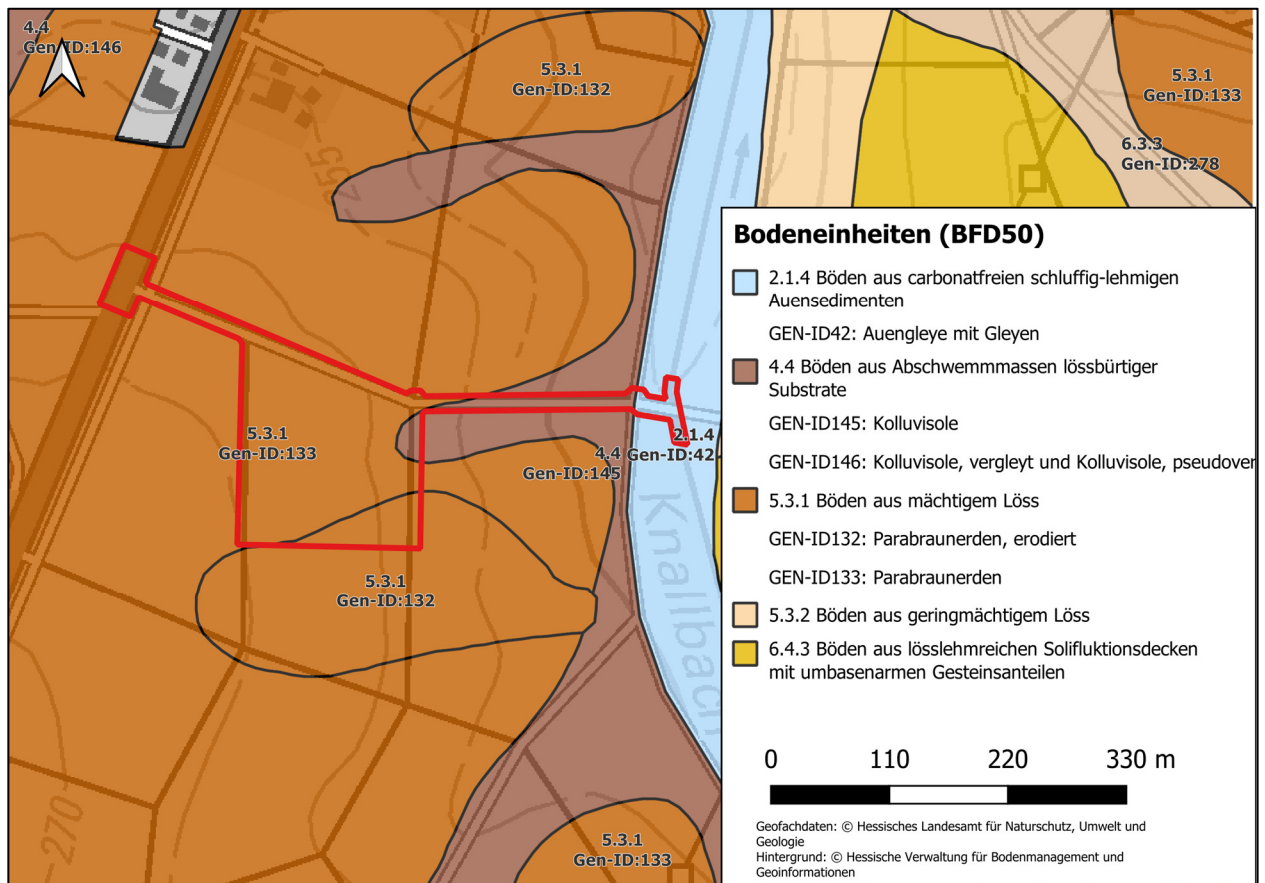 4.4
Gen-ID:146
5.3.1
Gen-ID:132
5.3.1
Gen-ID:133
6.3.3
Gen-ID:278
255
5.3.1
Gen-ID:133
4.4
Gen-ID:145
2.1.4
Gen-ID:42
Knallbach
5.3.1
Gen-ID:132
270
5.3.1
Gen-ID:133
Bodeneinheiten (BFD50)
2.1.4 Böden aus carbonatfreien schluffig-lehmigen
Auensedimenten
GEN-ID42: Auengleye mit Gleyen
4.4 Böden aus Abschwemmmassen lössbürtiger
Substrate
GEN-ID145: Kolluvisole
GEN-ID146: Kolluvisole, vergleyt und Kolluvisole, pseudover
5.3.1 Böden aus mächtigem Löss
GEN-ID132: Parabraunerden, erodiert
GEN-ID133: Parabraunerden
5.3.2 Böden aus geringmächtigem Löss
6.4.3 Böden aus lösslehmreichen Solifluktionsdecken
mit umbasenarmen Gesteinsanteilen
0 110 220 330 m
Geofachdaten: © Hessisches Landesamt für Naturschutz, Umwelt und
Geologie
Hintergrund: © Hessische Verwaltung für Bodenmanagement und
Geoinformationen